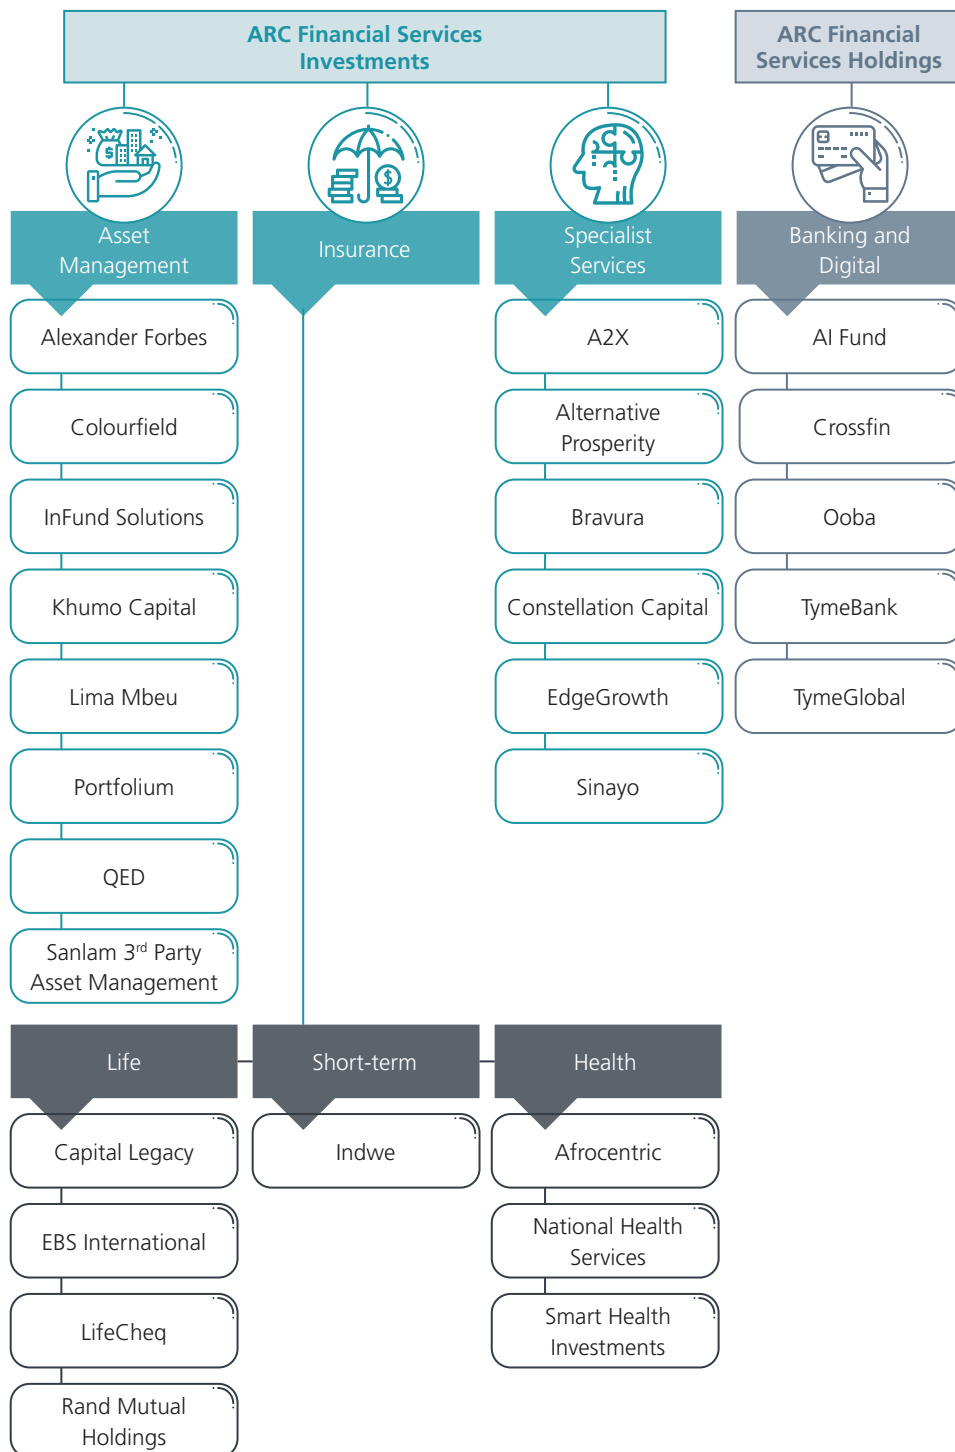 ARC Financial Services
Investments
ARC Financial
Services Holdings
Asset
Management
Insurance
Specialist
Services
Banking and
Digital
Alexander Forbes
Colourfield
InFund Solutions
Khumo Capital
Lima Mbeu
Portfolium
QED
Sanlam 3rd Party
Asset Management
A2X
Alternative
Prosperity
Bravura
Constellation Capital
EdgeGrowth
Sinayo
AI Fund
Crossfin
Ooba
TymeBank
TymeGlobal
Life
Short-term
Health
Capital Legacy
EBS International
LifeCheq
Rand Mutual
Holdings
Indwe
Afrocentric
National Health
Services
Smart Health
Investments